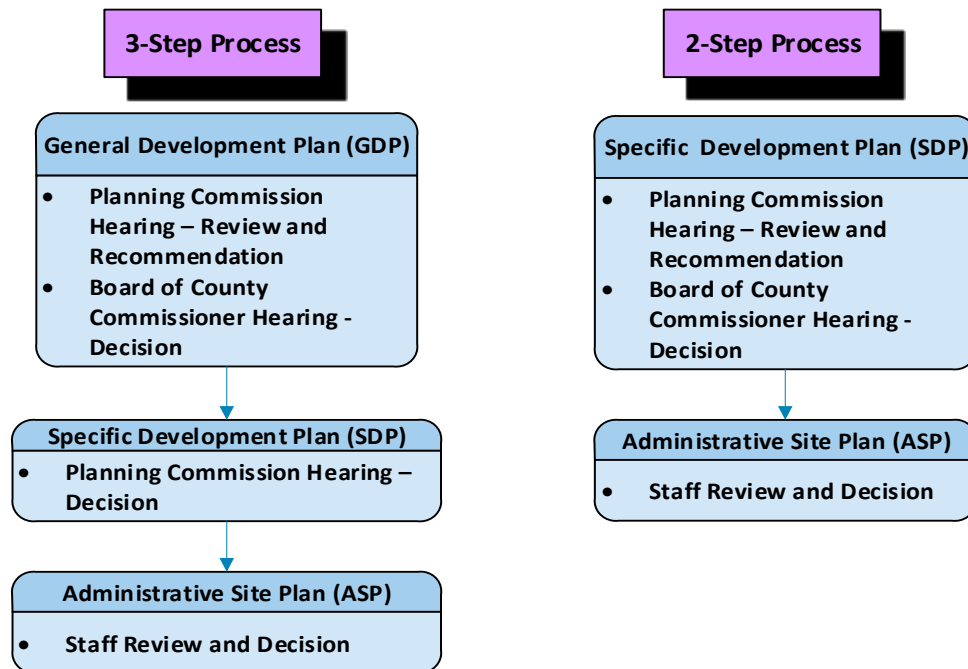 3-Step Process
General Development Plan (GDP)
• Planning Commission
Hearing – Review and
Recommendation
• Board of County
Commissioner Hearing -
Decision
Specific Development Plan (SDP)
• Planning Commission Hearing –
Decision
Administrative Site Plan (ASP)
• Staff Review and Decision
2-Step Process
Specific Development Plan (SDP)
• Planning Commission
Hearing – Review and
Recommendation
• Board of County
Commissioner Hearing -
Decision
Administrative Site Plan (ASP)
• Staff Review and Decision